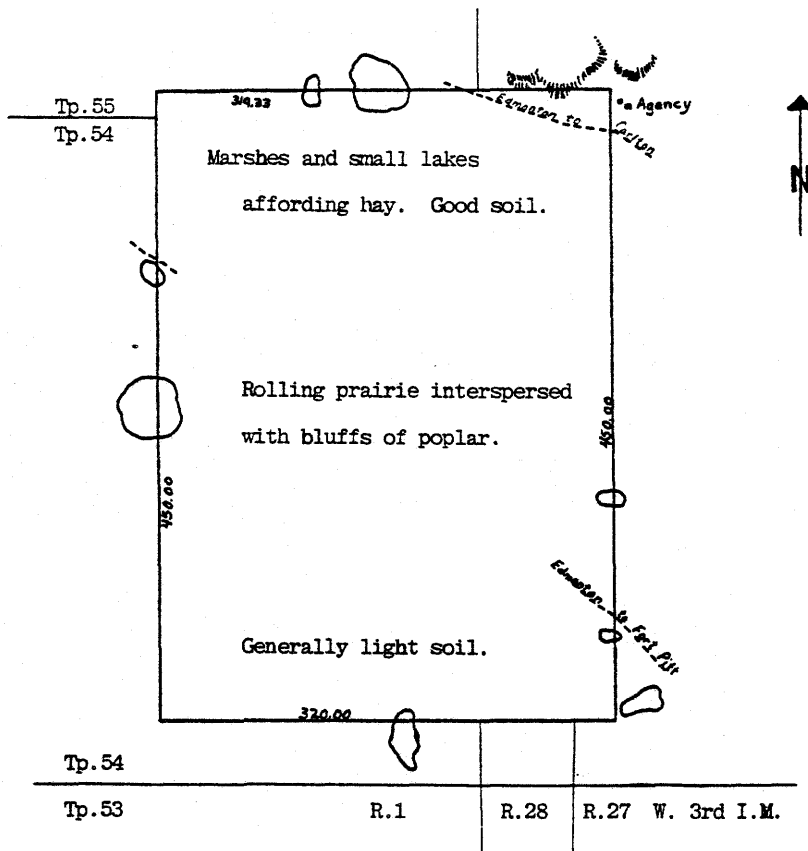 Tp.55
Tp.54
319.33
Edmonton to Carlton
Agency
N
Marshes and small lakes
affording hay. Good soil.
Rolling prairie interspersed
with bluffs of poplar.
450.00
450.00
Edmonton to Fort Pitt
Generally light soil.
320.00
Tp.54
Tp.53
R.1
R.28
R.27 W. 3rd I.M.